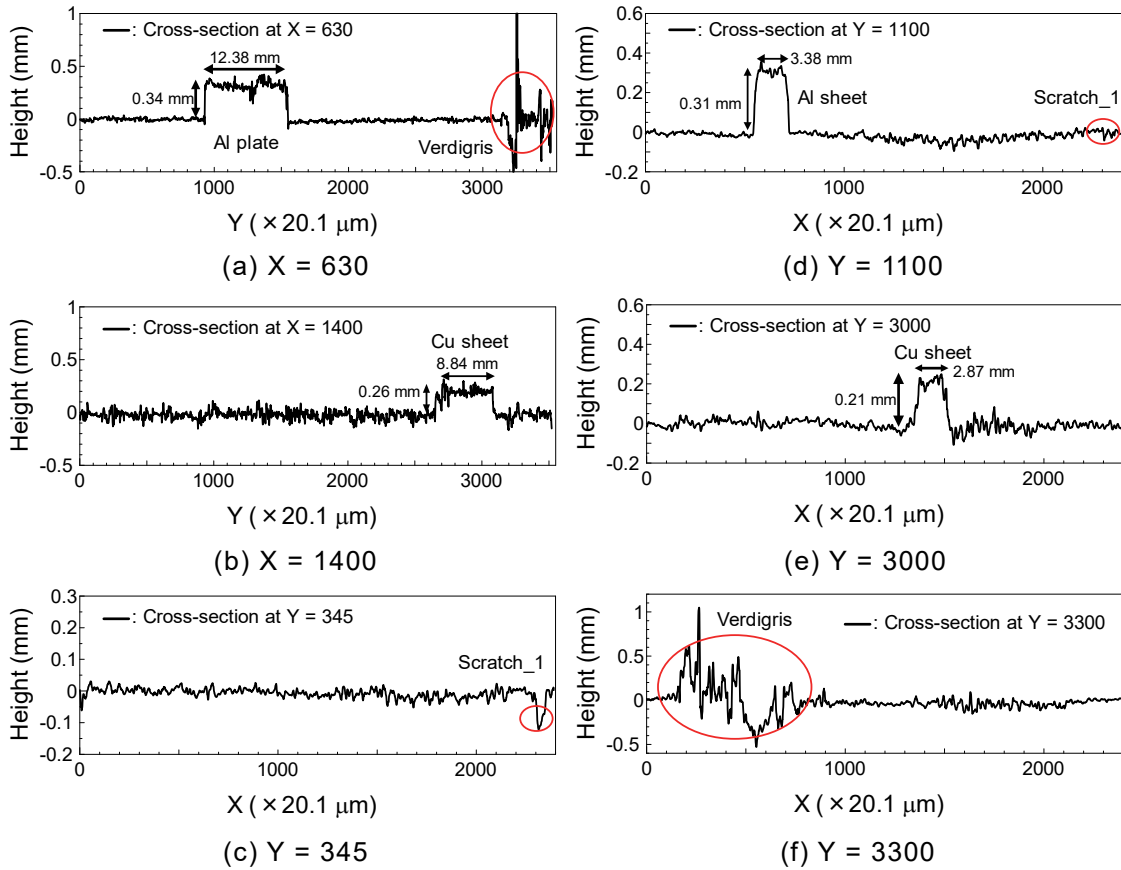 Height (mm)
1
0.5
0
-0.5
: Cross-section at X = 630
12.38 mm
0.34 mm
Al plate
Verdigris
0 1000 2000 3000
Y ( × 20.1 μm)
(a) X = 630
Height (mm)
0.6
0.4
0.2
0
-0.2
: Cross-section at Y = 1100
3.38 mm
0.31 mm
Al sheet
Scratch_1
0 1000 2000
X ( × 20.1 μm)
(d) Y = 1100
Height (mm)
1
0.5
0
-0.5
: Cross-section at X = 1400
Cu sheet
8.84 mm
0.26 mm
0 1000 2000 3000
Y ( × 20.1 μm)
(b) X = 1400
Height (mm)
0.6
0.4
0.2
0
-0.2
: Cross-section at Y = 3000
Cu sheet
2.87 mm
0.21 mm
0 1000 2000
X ( × 20.1 μm)
(e) Y = 3000
Height (mm)
0.3
0.2
0.1
0
-0.1
-0.2
: Cross-section at Y = 345
Scratch_1
0 1000 2000
X ( × 20.1 μm)
(c) Y = 345
Height (mm)
1
0.5
0
-0.5
Verdigris
: Cross-section at Y = 3300
0 1000 2000
X ( × 20.1 μm)
(f) Y = 3300